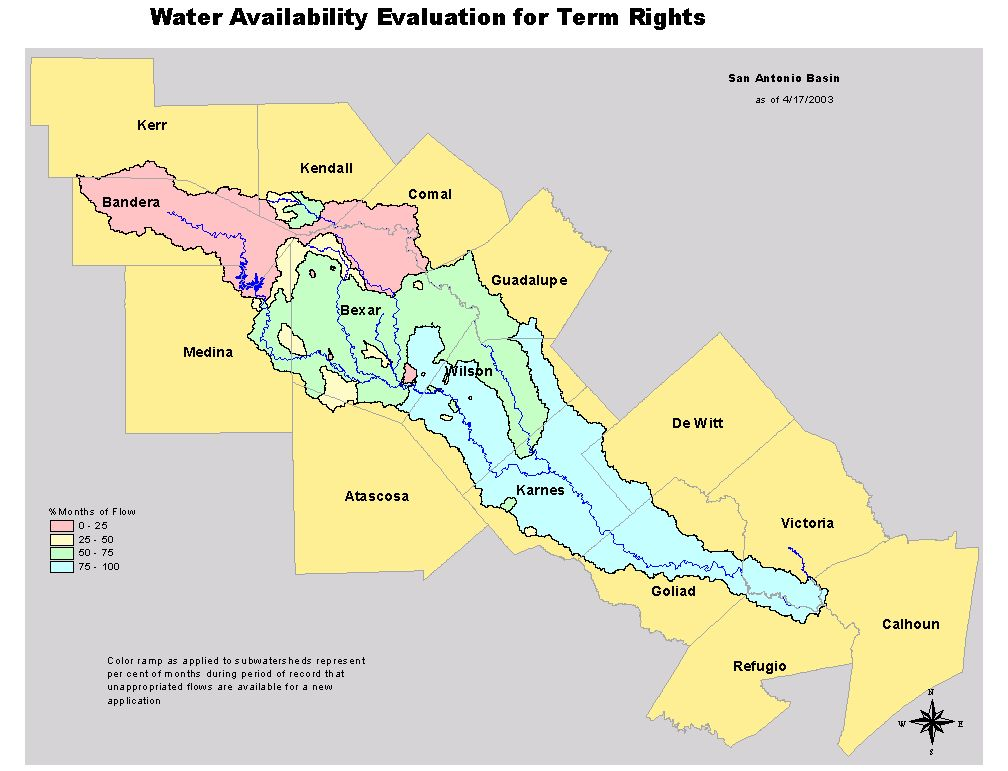 Water Availability Evaluation for Term Rights
San Antonio Basin
as of 4/17/2003
Kerr
Kendall
Comal
Bandera
Guadalupe
Bexar
Medina
Wilson
De Witt
Karnes
Atascosa
Victoria
Goliad
Calhoun
Refugio
%Months of Flow
0 - 25
25 - 50
50 - 75
75 - 100
Color ramp as applied to subwatersheds represent
per cent of months during period of record that
unappropriated flows are available for a new
application
N
W E
S